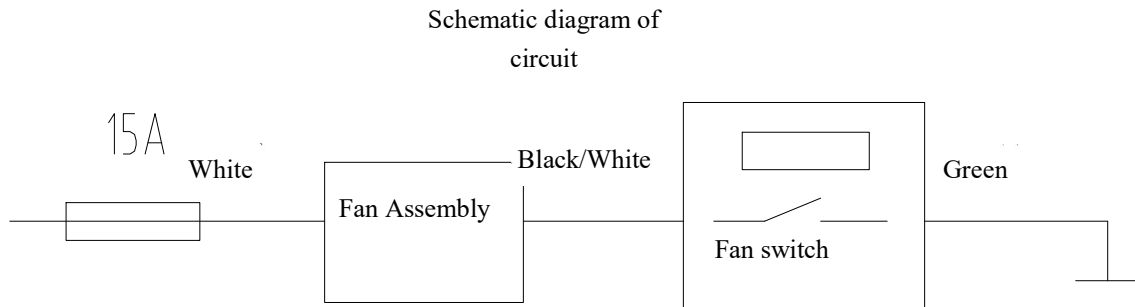 Schematic diagram of
circuit
15A
White
Black/White
Green
Fan Assembly
Fan switch